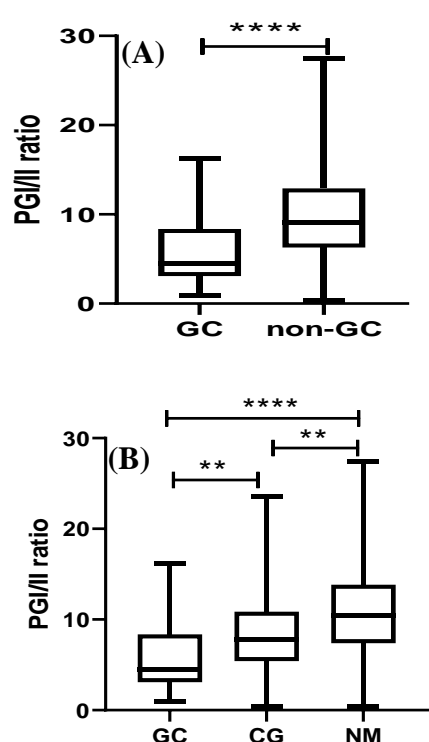 (A)
****
PGI/II ratio
30
20
10
0
GC non-GC
(B)
****
**
**
PGI/II ratio
30
20
10
0
GC CG NM